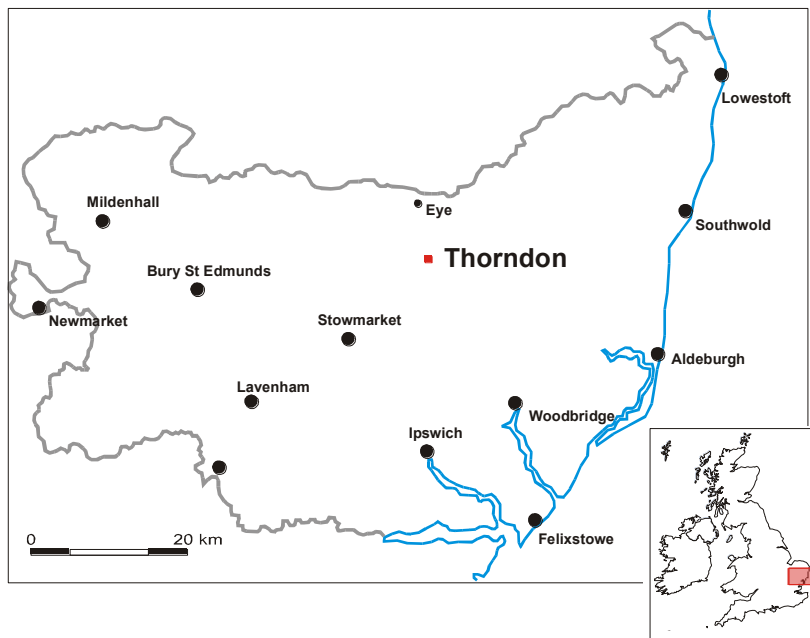 Lowestoft
Mildenhall
Eye
Southwold
Thorndon
Bury St Edmunds
Newmarket
Stowmarket
Aldeburgh
Lavenham
Woodbridge
Ipswich
Felixstowe
0 20 km